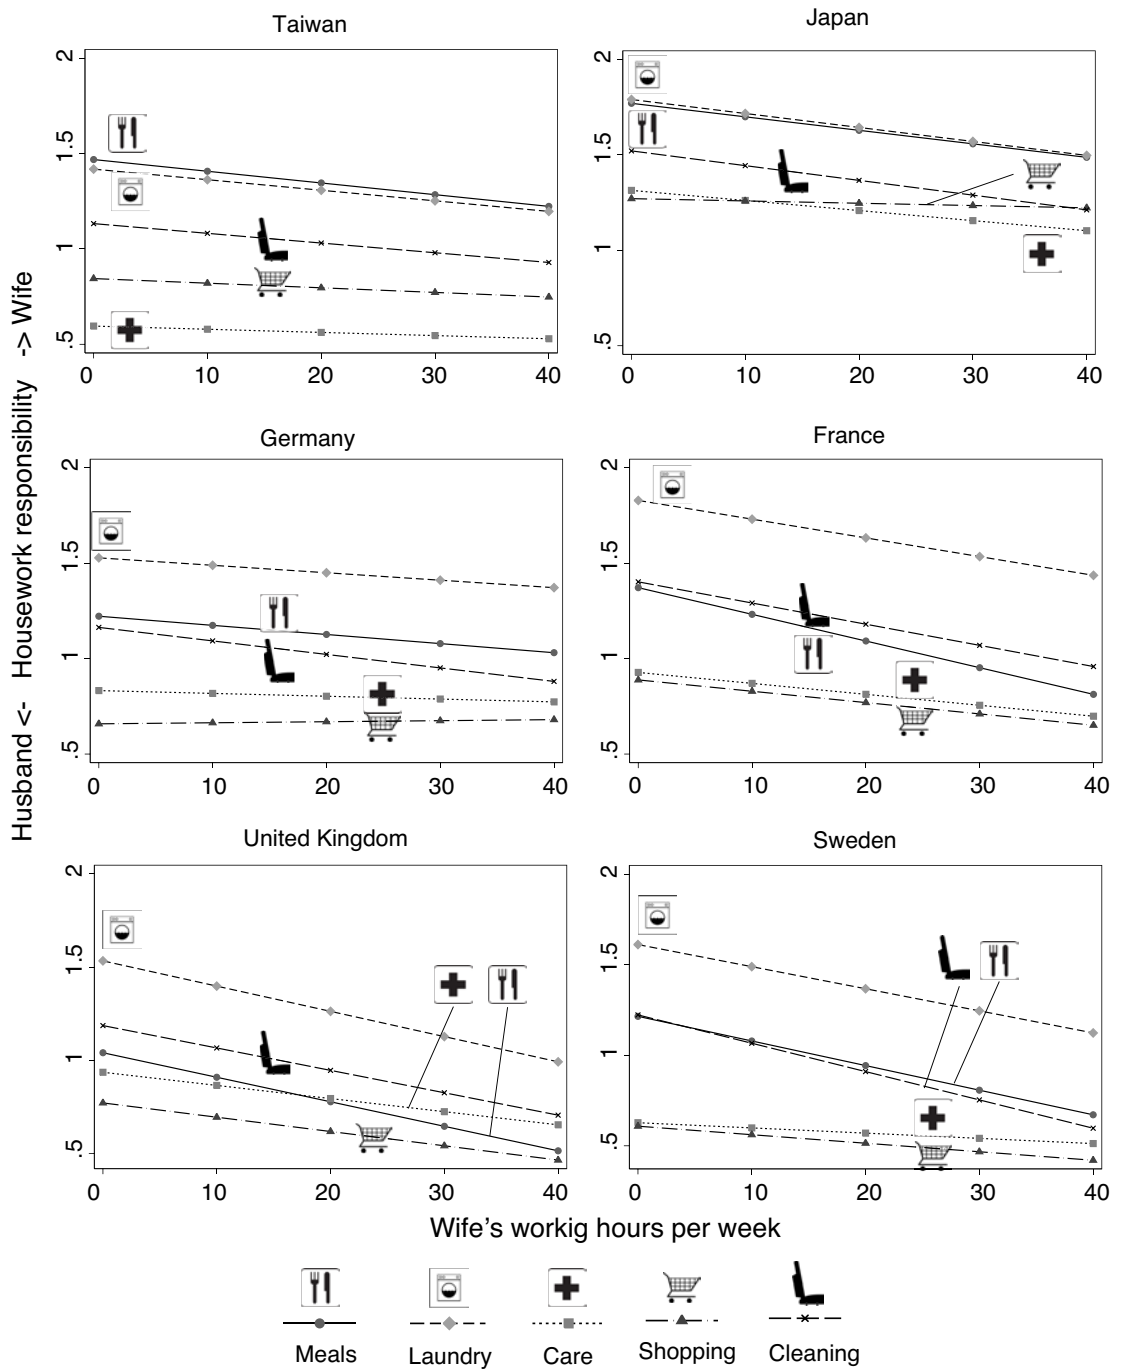 Taiwan
2
1.5
1
.5
0 10 20 30 40
Japan
2
1.5
1
.5
0 10 20 30 40
Germany
2
1.5
1
.5
0 10 20 30 40
France
2
1.5
1
.5
0 10 20 30 40
United Kingdom
2
1.5
1
.5
0 10 20 30 40
Sweden
2
1.5
1
.5
0 10 20 30 40
Husband <- Housework responsibility -> Wife
Wife's workig hours per week
Meals Laundry Care Shopping Cleaning